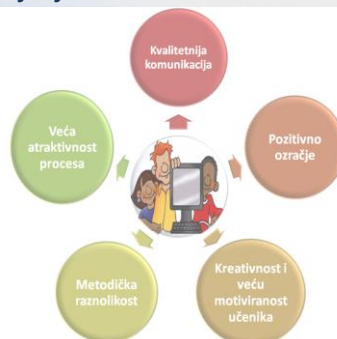 Kvalitetnija
komunikacija
Veća
atraktivnost
procesa
Pozitivno
ozračje
Metodička
raznolikost
Kreativnost i
veću
motiviranost
učenika